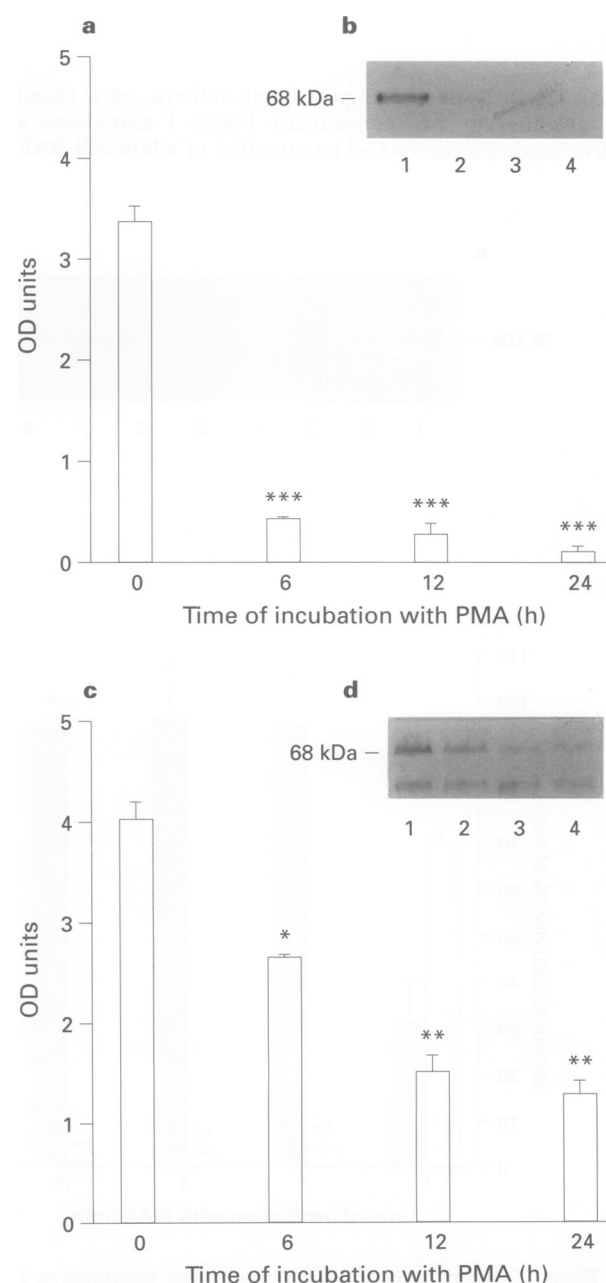 a
b
68 kDa –
1 2 3 4
5
4
3
2
1
0
OD units
***
***
***
0 6 12 24
Time of incubation with PMA (h)
c
d
68 kDa –
1 2 3 4
5
4
3
2
1
0
OD units
*
**
**
0 6 12 24
Time of incubation with PMA (h)